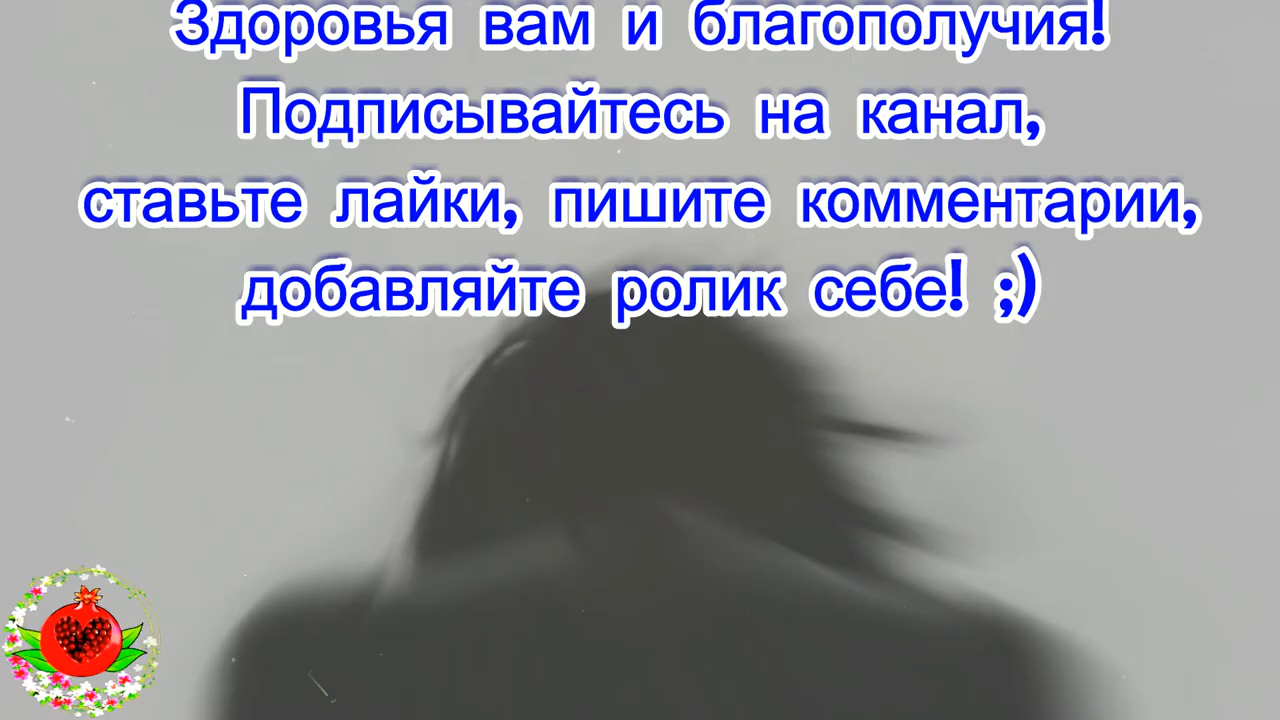 Здоровья вам и благополучия!
Подписывайтесь на канал,
ставьте лайки, пишите комментарии,
добавляйте ролик себе! ;)